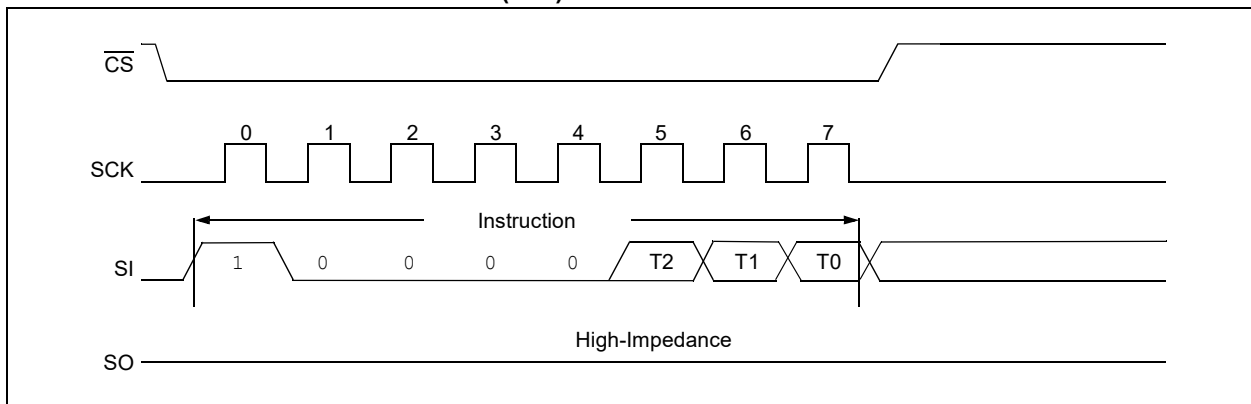 CS
0 1 2 3 4 5 6 7
SCK
Instruction
SI 1 0 0 0 0 T2 T1 T0
High-Impedance
SO